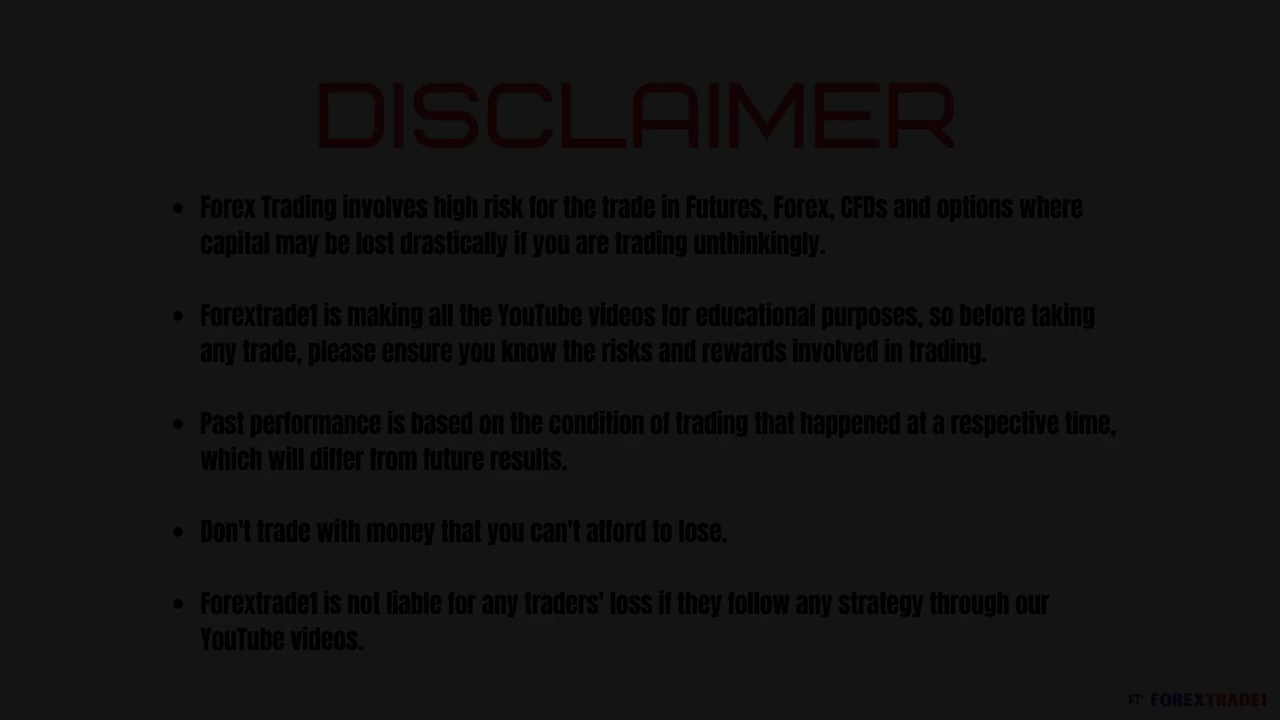 DISCLAIMER
• Forex Trading involves high risk for the trade in Futures, Forex, CFDs and options where
capital may be lost drastically if you are trading unthinkingly.
• Forextrade1 is making all the YouTube videos for educational purposes, so before taking
any trade, please ensure you know the risks and rewards involved in trading.
• Past performance is based on the condition of trading that happened at a respective time,
which will differ from future results.
• Don't trade with money that you can't afford to lose.
• Forextrade1 is not liable for any traders' loss if they follow any strategy through our
YouTube videos.
FT FOREXTRADE1